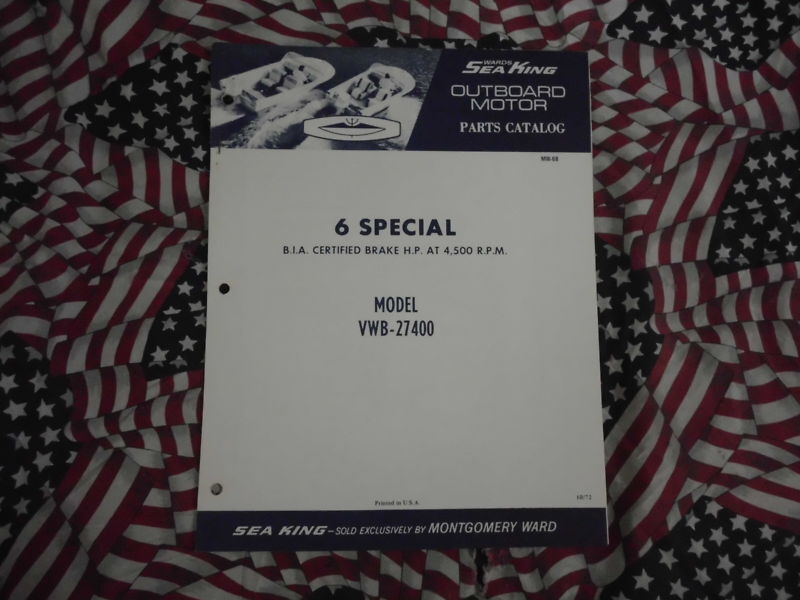 WARDS
SEA KING
OUTBOARD
MOTOR
PARTS CATALOG
MB-68
6 SPECIAL
B.I.A. CERTIFIED BRAKE H.P. AT 4,500 R.P.M.
MODEL
VWB-27400
Printed in U.S.A.
10/72
SEA KING—SOLD EXCLUSIVELY BY MONTGOMERY WARD